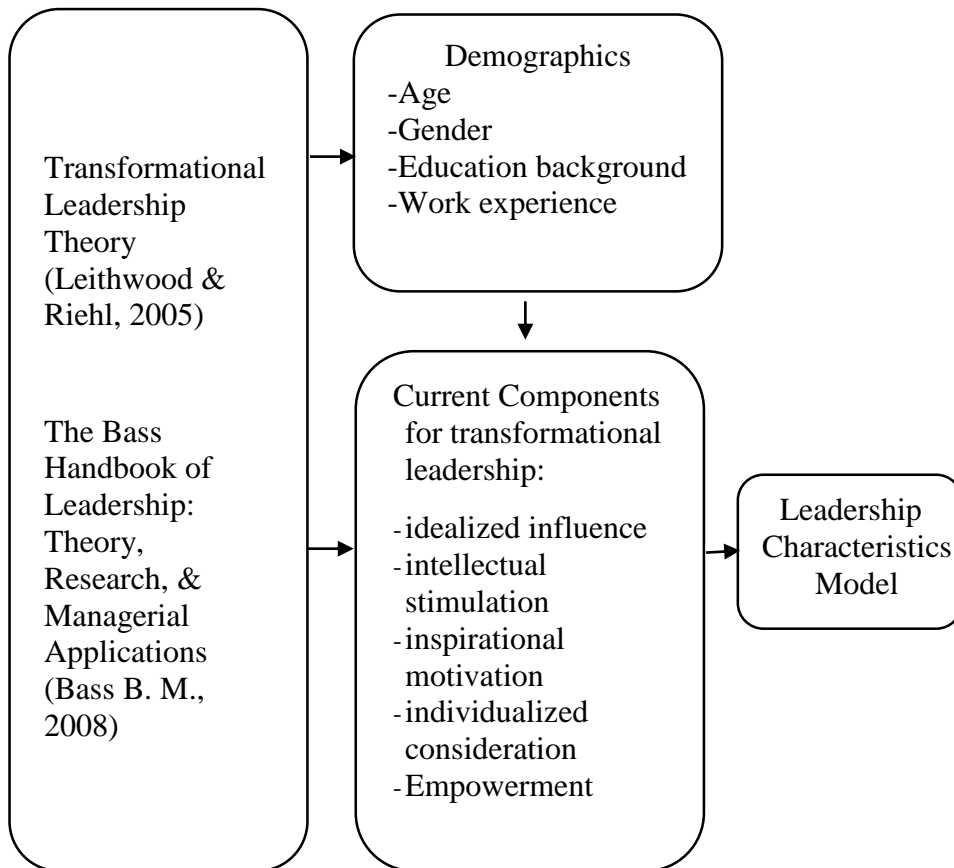 Transformational
Leadership
Theory
(Leithwood &
Riehl, 2005)
The Bass
Handbook of
Leadership:
Theory,
Research, &
Managerial
Applications
(Bass B. M.,
2008)
Demographics
-Age
-Gender
-Education background
-Work experience
Current Components
for transformational
leadership:
-idealized influence
-intellectual
stimulation
-inspirational
motivation
-individualized
consideration
-Empowerment
Leadership
Characteristics
Model